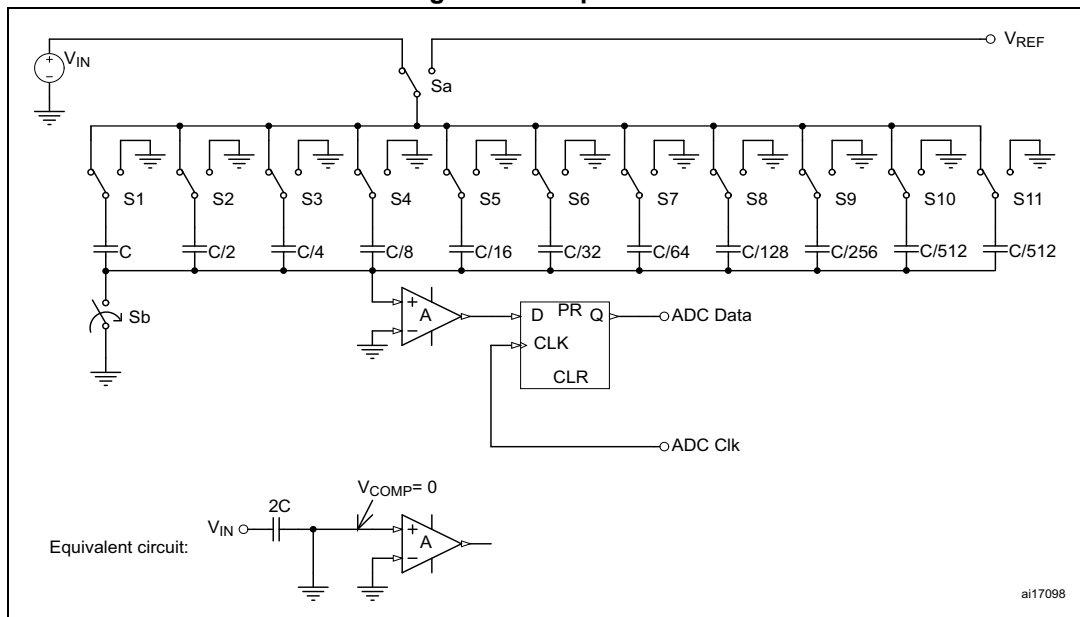 V_IN
+
−
Sa
V_REF
S1 S2 S3 S4 S5 S6 S7 S8 S9 S10 S11
C C/2 C/4 C/8 C/16 C/32 C/64 C/128 C/256 C/512 C/512
Sb
+
−
A
D PR Q
CLK
CLR
ADC Data
ADC Clk
V_COMP= 0
2C
V_IN
+
−
A
Equivalent circuit:
ai17098